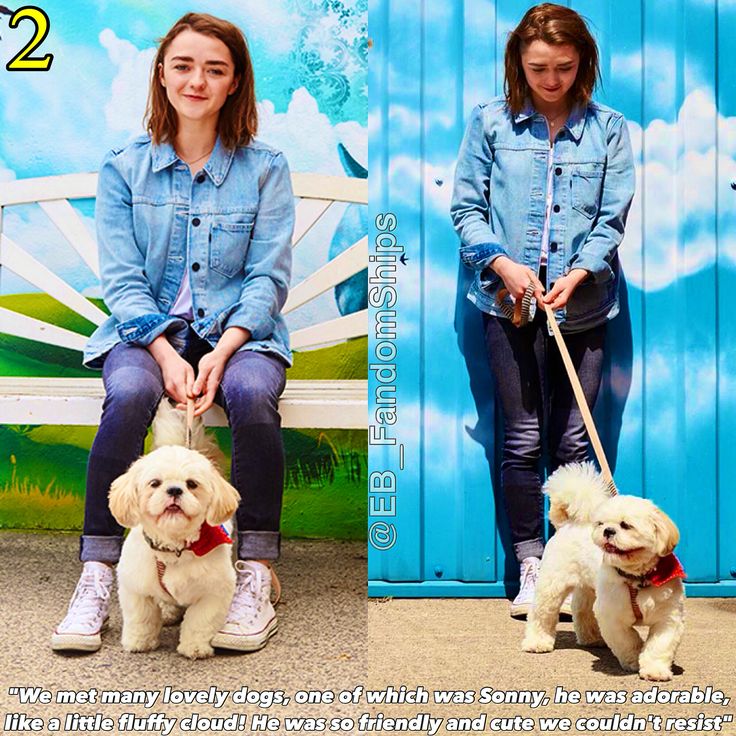 2
@EB_FandomShips
"We met many lovely dogs, one of which was Sonny, he was adorable,
like a little fluffy cloud! He was so friendly and cute we couldn't resist"